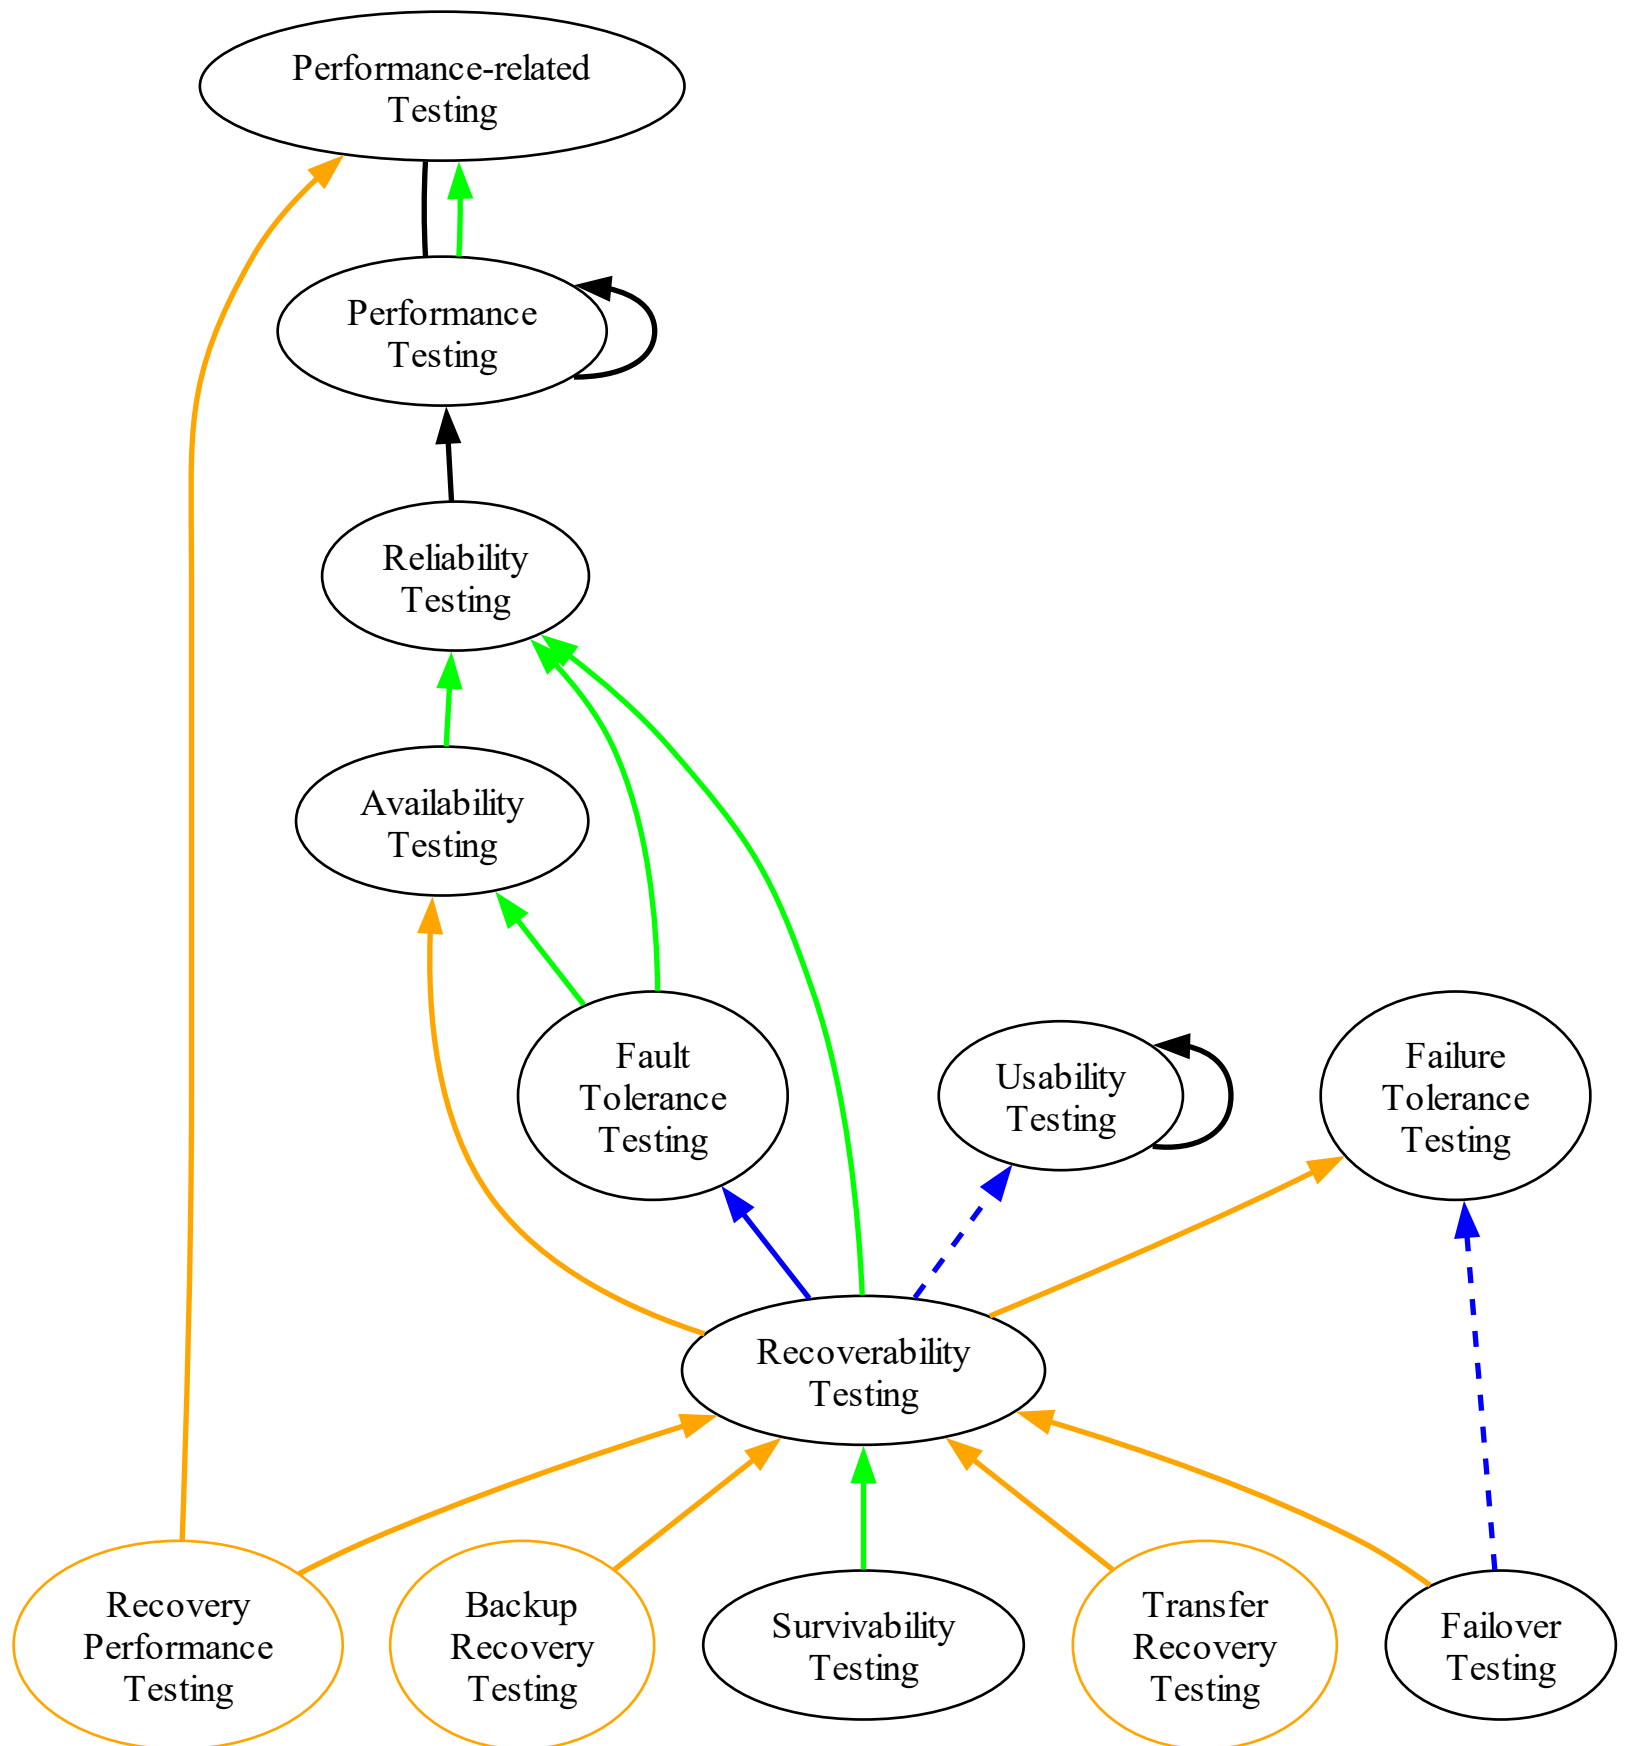 Performance-related
Testing
Performance
Testing
Reliability
Testing
Availability
Testing
Fault
Tolerance
Testing
Usability
Testing
Failure
Tolerance
Testing
Recoverability
Testing
Recovery
Performance
Testing
Backup
Recovery
Testing
Survivability
Testing
Transfer
Recovery
Testing
Failover
Testing